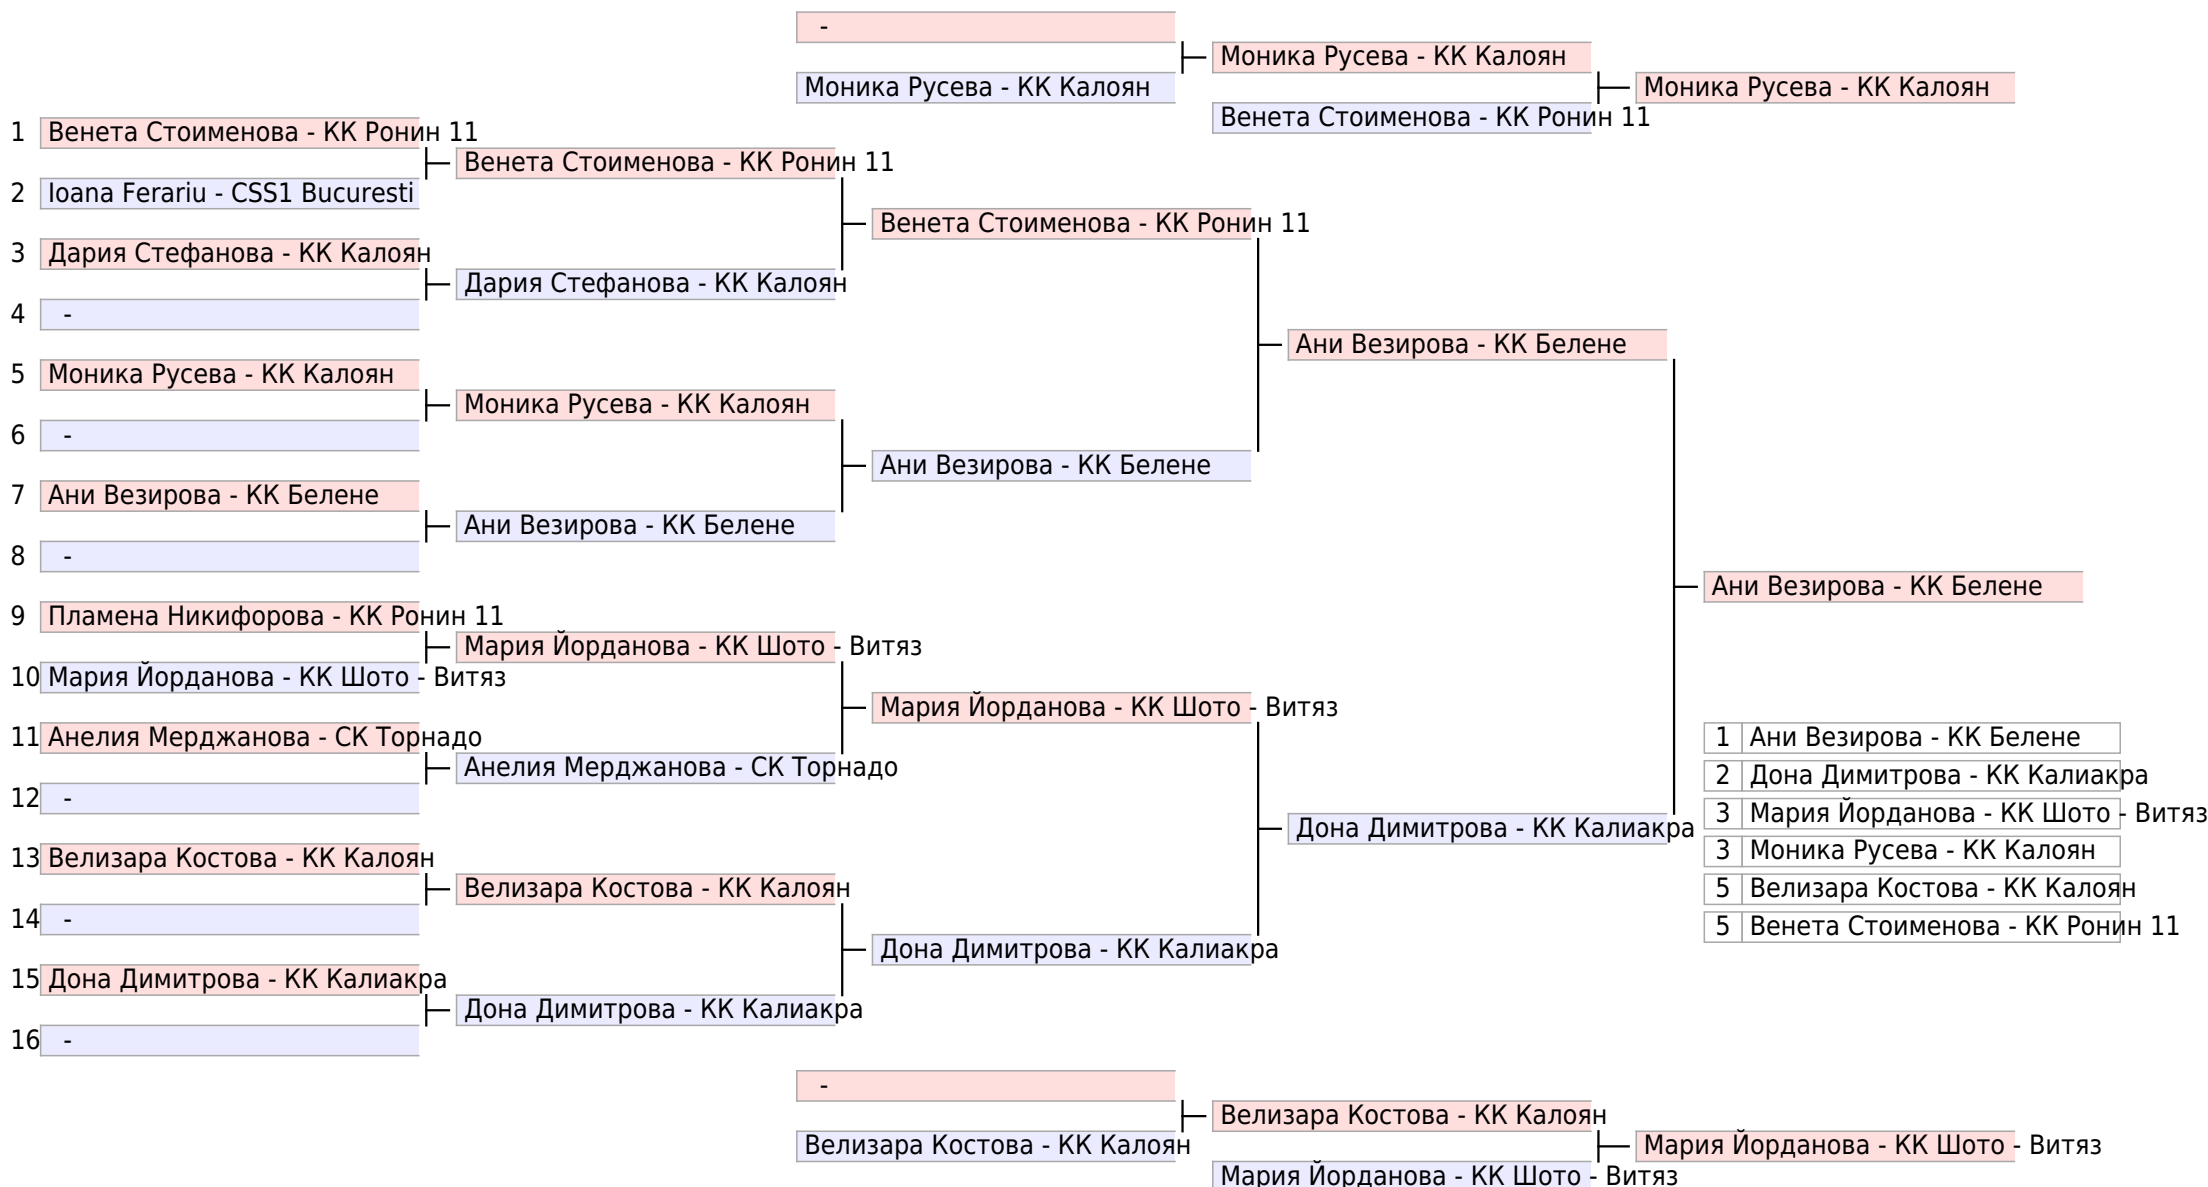 -
Моника Русева - КК Калоян
Моника Русева - КК Калоян
Моника Русева - КК Калоян
Венета Стоименова - КК Ронин 11
1 Венета Стоименова - КК Ронин 11
Венета Стоименова - КК Ронин 11
2 Ioana Ferariu - CSS1 Bucuresti
Венета Стоименова - КК Ронин 11
3 Дария Стефанова - КК Калоян
Дария Стефанова - КК Калоян
4 -
Ани Везирова - КК Белене
5 Моника Русева - КК Калоян
Моника Русева - КК Калоян
6 -
Ани Везирова - КК Белене
7 Ани Везирова - КК Белене
Ани Везирова - КК Белене
8 -
Ани Везирова - КК Белене
9 Пламена Никифорова - КК Ронин 11
Мария Йорданова - КК Шото - Витяз
10 Мария Йорданова - КК Шото - Витяз
Мария Йорданова - КК Шото - Витяз
11 Анелия Мерджанова - СК Торнадо
Анелия Мерджанова - СК Торнадо
12 -
Дона Димитрова - КК Калиакра
13 Велизара Костова - КК Калоян
Велизара Костова - КК Калоян
14 -
Дона Димитрова - КК Калиакра
15 Дона Димитрова - КК Калиакра
Дона Димитрова - КК Калиакра
16 -
1 Ани Везирова - КК Белене
2 Дона Димитрова - КК Калиакра
3 Мария Йорданова - КК Шото - Витяз
3 Моника Русева - КК Калоян
5 Велизара Костова - КК Калоян
5 Венета Стоименова - КК Ронин 11
-
Велизара Костова - КК Калоян
Велизара Костова - КК Калоян
Мария Йорданова - КК Шото - Витяз
Мария Йорданова - КК Шото - Витяз